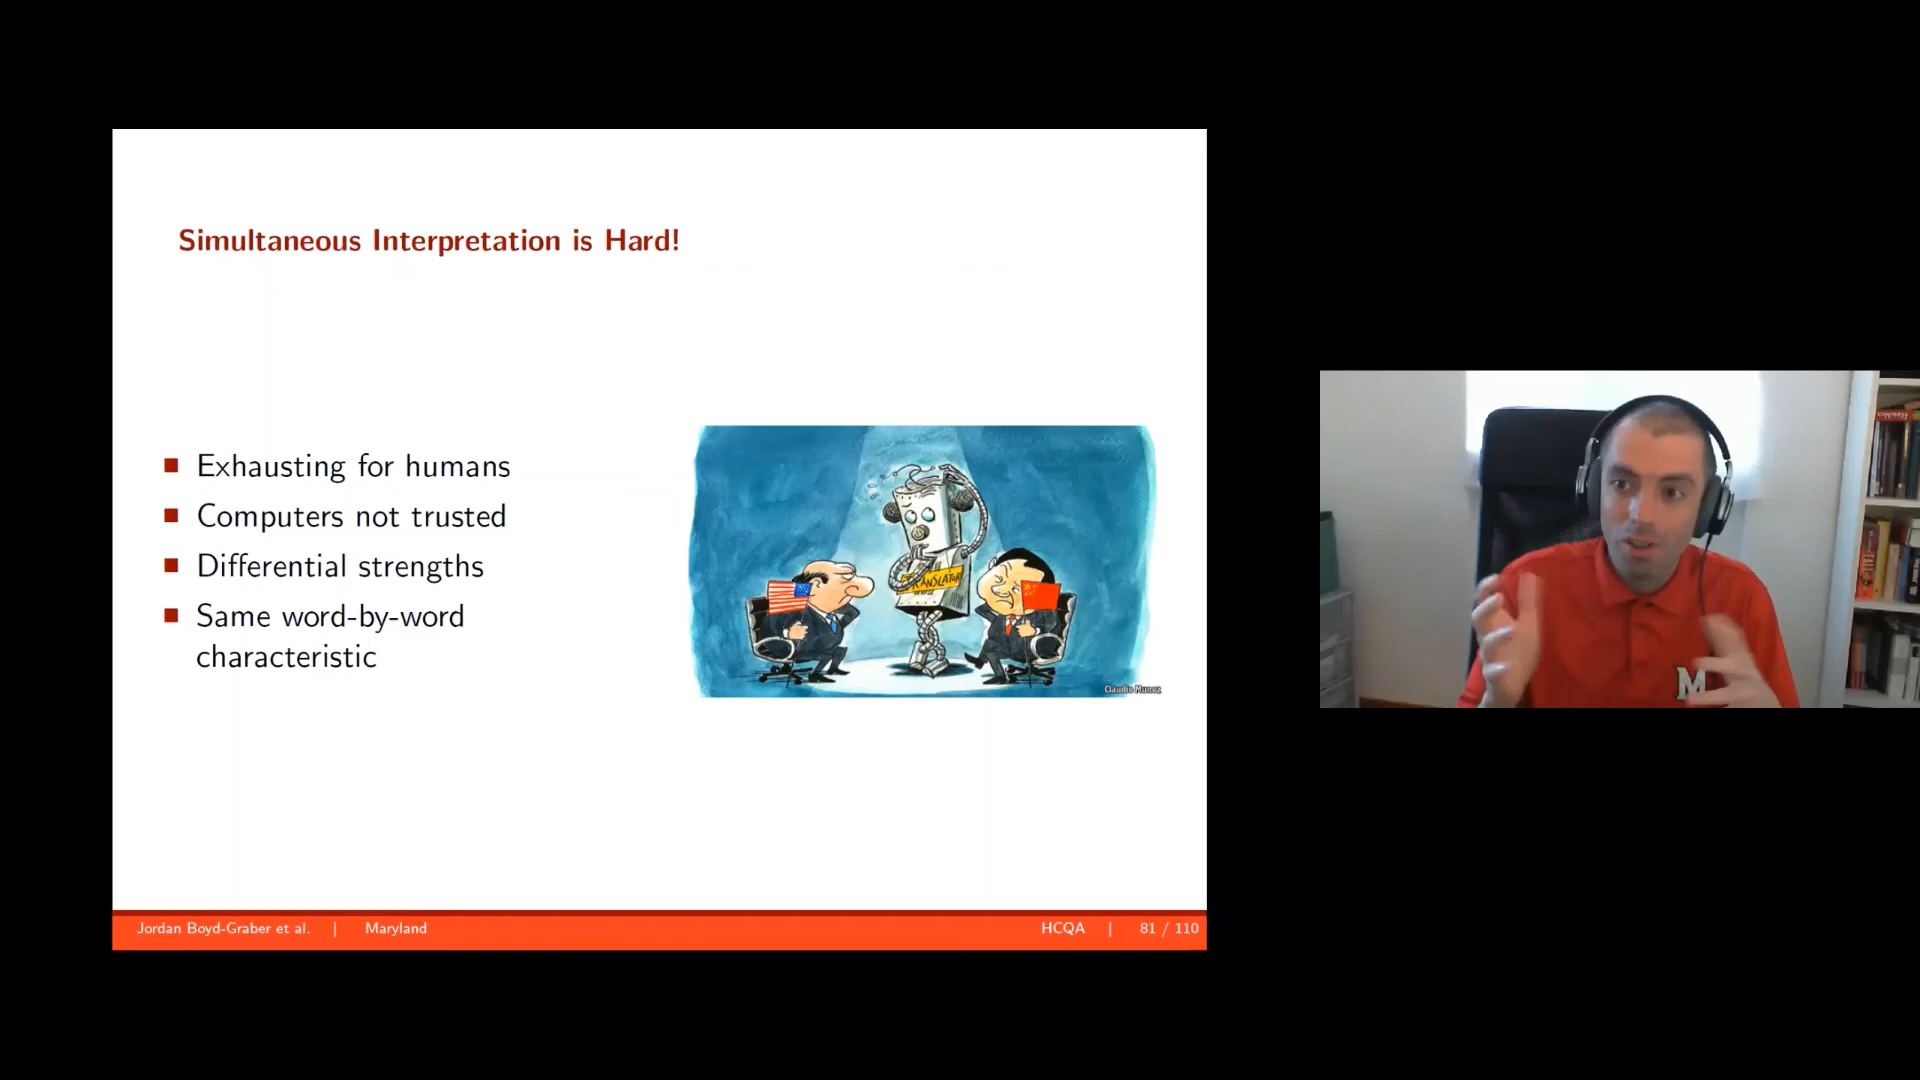 Simultaneous Interpretation is Hard!
Exhausting for humans
Computers not trusted
Differential strengths
Same word-by-word
characteristic
TRANSLATOR
Claudio Munoz
Jordan Boyd-Graber et al. | Maryland
HCQA | 81 / 110
M